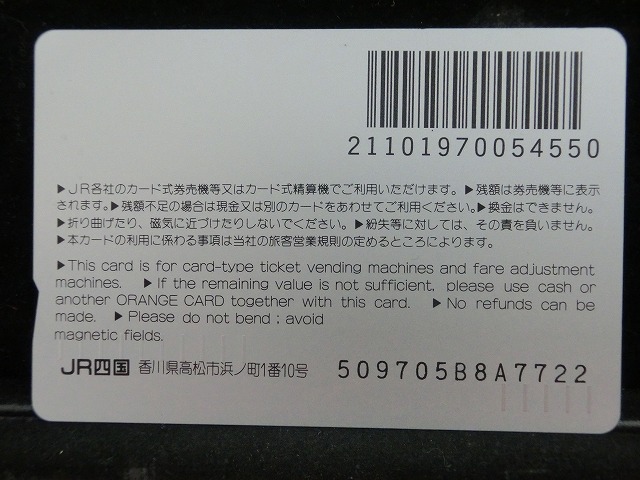 21101970054550
▶JR各社のカード式券売機等又はカード式精算機でご利用いただけます。▶残額は券売機等に表示
されます。▶残額不足の場合は現金又は別のカードをあわせてご利用ください。▶換金はできません。
▶折り曲げたり、磁気に近づけたりしないでください。▶紛失等に対しては、その責を負いません。
▶本カードの利用に係わる事項は当社の旅客営業規則の定めるところによります。
▶This card is for card-type ticket vending machines and fare adjustment
machines. ▶If the remaining value is not sufficient, please use cash or
another ORANGE CARD together with this card. ▶No refunds can be
made. ▶Please do not bend ; avoid
magnetic fields.
JR四国 香川県高松市浜ノ町1番10号 509705B8A7722